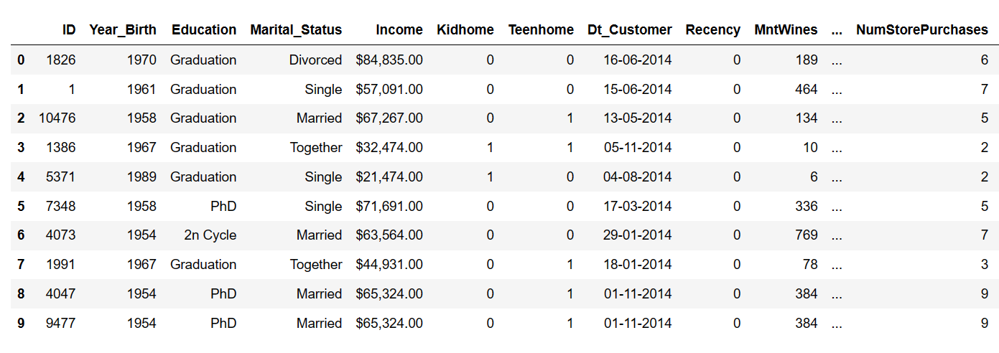 ID Year_Birth Education Marital_Status Income Kidhome Teenhome Dt_Customer Recency MntWines ... NumStorePurchases
0 1826 1970 Graduation Divorced $84,835.00 0 0 16-06-2014 0 189 ... 6
1 1 1961 Graduation Single $57,091.00 0 0 15-06-2014 0 464 ... 7
2 10476 1958 Graduation Married $67,267.00 0 1 13-05-2014 0 134 ... 5
3 1386 1967 Graduation Together $32,474.00 1 1 05-11-2014 0 10 ... 2
4 5371 1989 Graduation Single $21,474.00 1 0 04-08-2014 0 6 ... 2
5 7348 1958 PhD Single $71,691.00 0 0 17-03-2014 0 336 ... 5
6 4073 1954 2n Cycle Married $63,564.00 0 0 29-01-2014 0 769 ... 7
7 1991 1967 Graduation Together $44,931.00 0 1 18-01-2014 0 78 ... 3
8 4047 1954 PhD Married $65,324.00 0 1 01-11-2014 0 384 ... 9
9 9477 1954 PhD Married $65,324.00 0 1 01-11-2014 0 384 ... 9